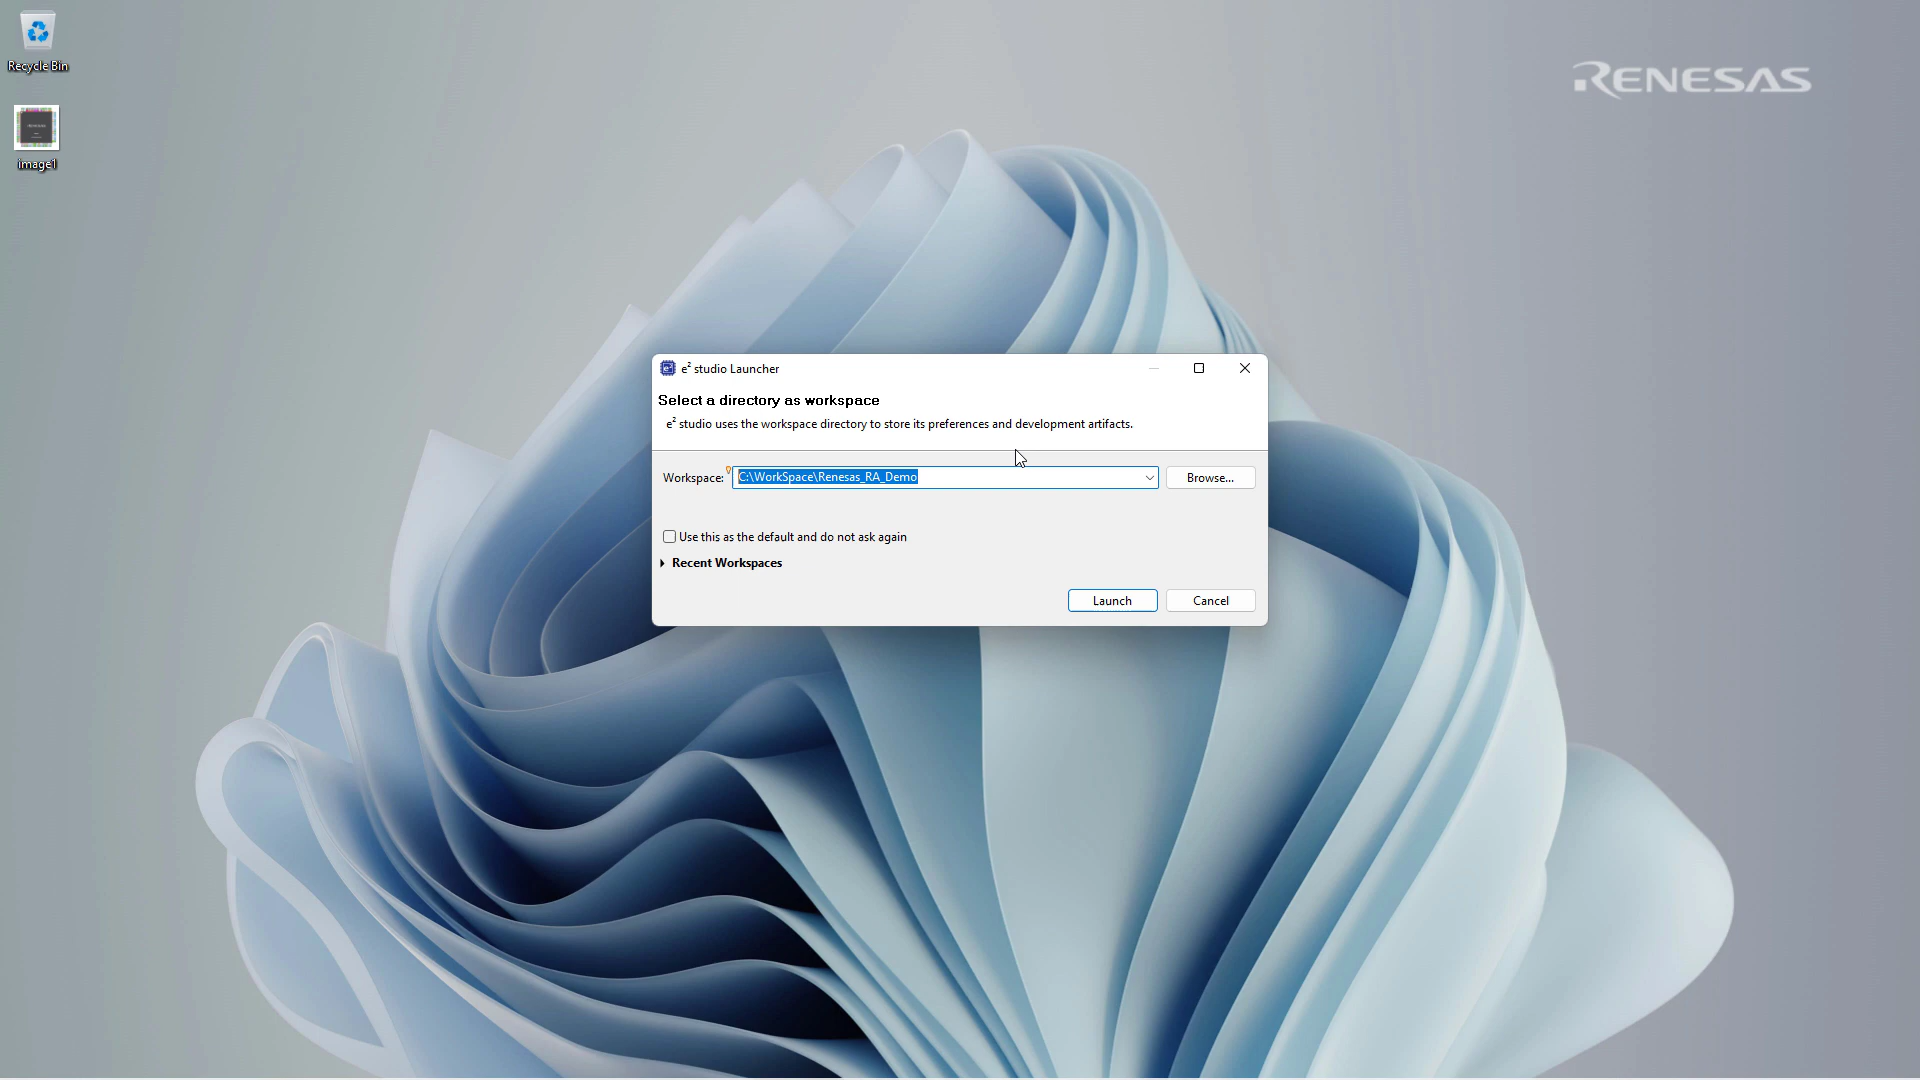 Recycle Bin
image1
RENESAS
e² studio Launcher
Select a directory as workspace
e² studio uses the workspace directory to store its preferences and development artifacts.
Workspace: C:\WorkSpace\Renesas_RA_Demo Browse...
Use this as the default and do not ask again
Recent Workspaces
Launch Cancel